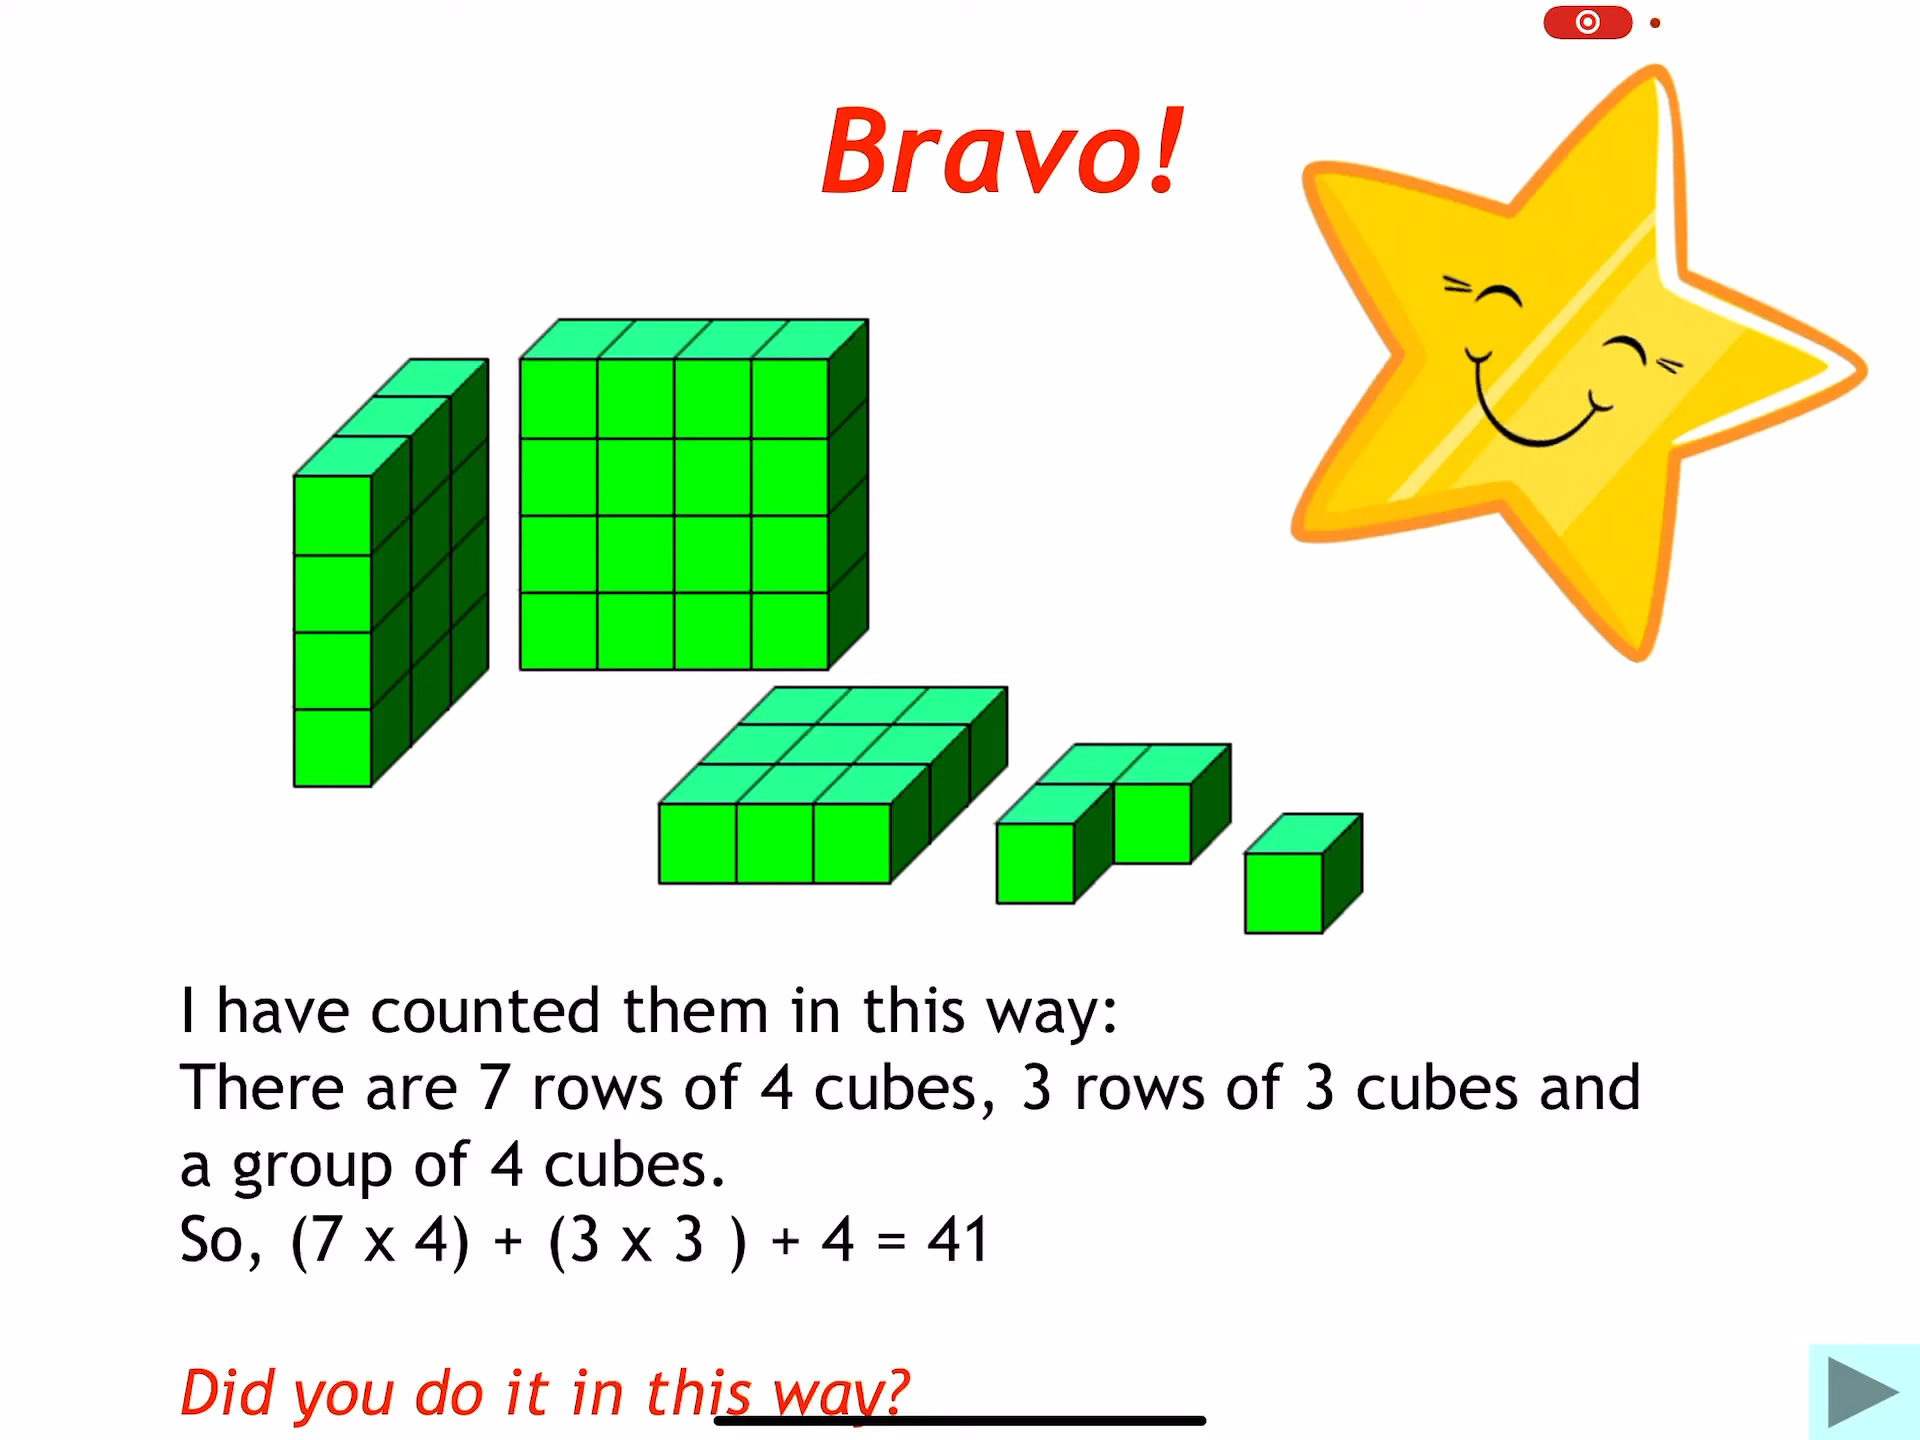 Bravo!
I have counted them in this way:
There are 7 rows of 4 cubes, 3 rows of 3 cubes and
a group of 4 cubes.
So, (7 x 4) + (3 x 3 ) + 4 = 41
Did you do it in this way?